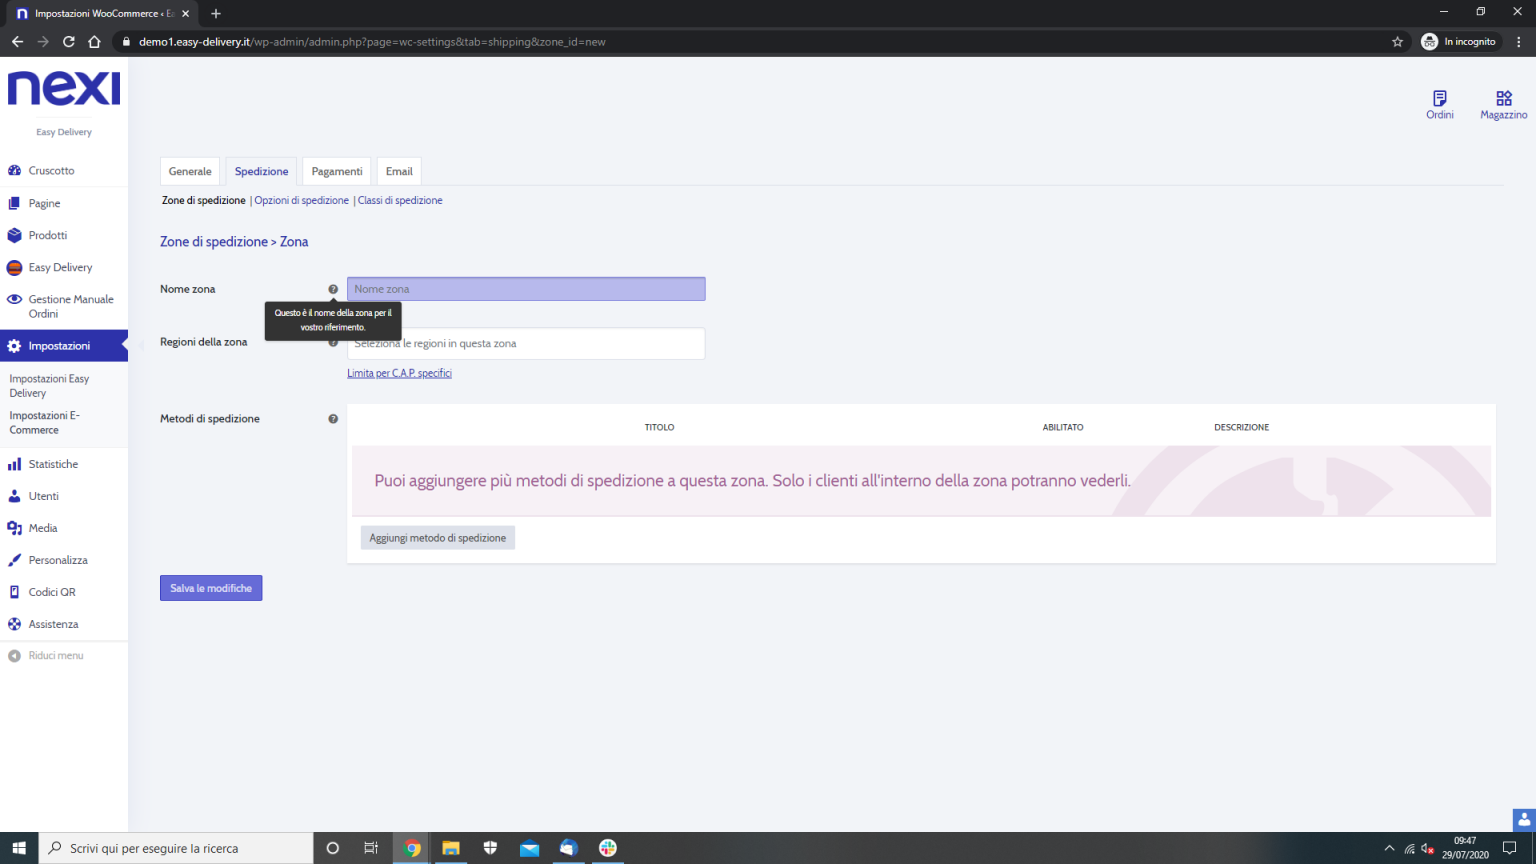 Impostazioni WooCommerce ‹ Ea
demo1.easy-delivery.it/wp-admin/admin.php?page=wc-settings&tab=shipping&zone_id=new
In incognito
nexi
Easy Delivery
Ordini
Magazzino
Cruscotto
Pagine
Prodotti
Easy Delivery
Gestione Manuale
Ordini
Impostazioni
Impostazioni Easy
Delivery
Impostazioni E-
Commerce
Statistiche
Utenti
Media
Personalizza
Codici QR
Assistenza
Riduci menu
Generale
Spedizione
Pagamenti
Email
Zone di spedizione | Opzioni di spedizione | Classi di spedizione
Zone di spedizione > Zona
Nome zona
Nome zona
Questo è il nome della zona per il
vostro riferimento.
Regioni della zona
Seleziona le regioni in questa zona
Limita per C.A.P. specifici
Metodi di spedizione
TITOLO
ABILITATO
DESCRIZIONE
Puoi aggiungere più metodi di spedizione a questa zona. Solo i clienti all'interno della zona potranno vederli.
Aggiungi metodo di spedizione
Salva le modifiche
Scrivi qui per eseguire la ricerca
09:47
29/07/2020